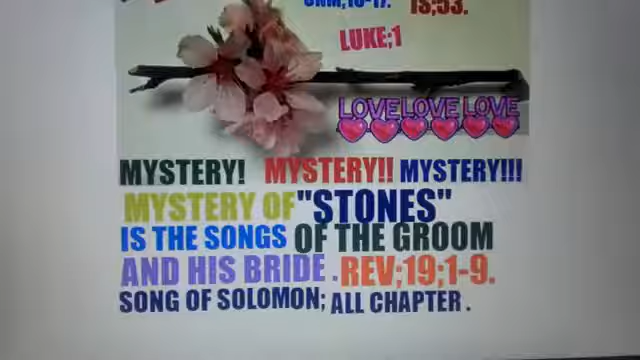 IS;53.
LUKE;1
LOVE LOVE LOVE
MYSTERY! MYSTERY!! MYSTERY!!!
MYSTERY OF "STONES"
IS THE SONGS OF THE GROOM
AND HIS BRIDE . REV;19;1-9.
SONG OF SOLOMON; ALL CHAPTER .